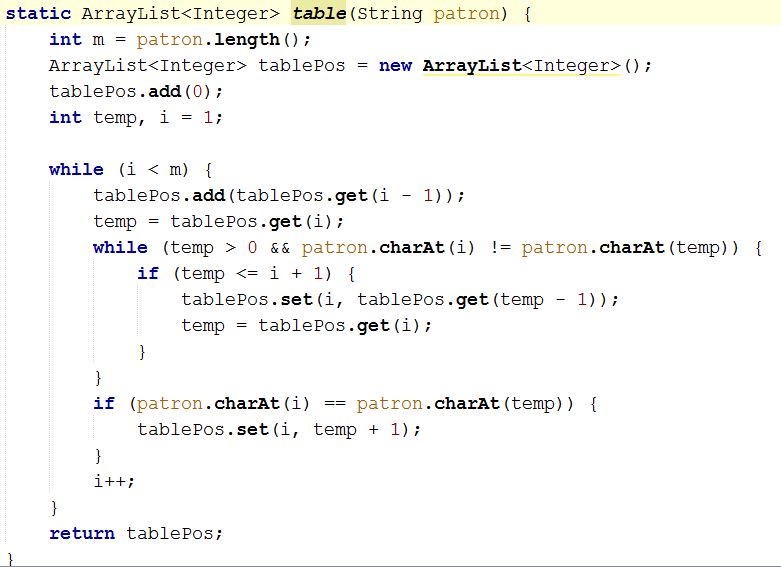 static ArrayList<Integer> table(String patron) {
    int m = patron.length();
    ArrayList<Integer> tablePos = new ArrayList<Integer>();
    tablePos.add(0);
    int temp, i = 1;

    while (i < m) {
        tablePos.add(tablePos.get(i - 1));
        temp = tablePos.get(i);
        while (temp > 0 && patron.charAt(i) != patron.charAt(temp)) {
            if (temp <= i + 1) {
                tablePos.set(i, tablePos.get(temp - 1));
                temp = tablePos.get(i);
            }
        }
        if (patron.charAt(i) == patron.charAt(temp)) {
            tablePos.set(i, temp + 1);
        }
        i++;
    }
    return tablePos;
}